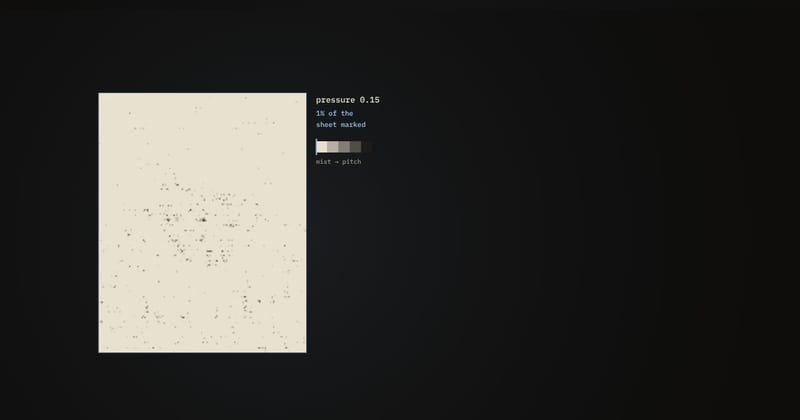 pressure 0.15
1% of the
sheet marked
mist → pitch